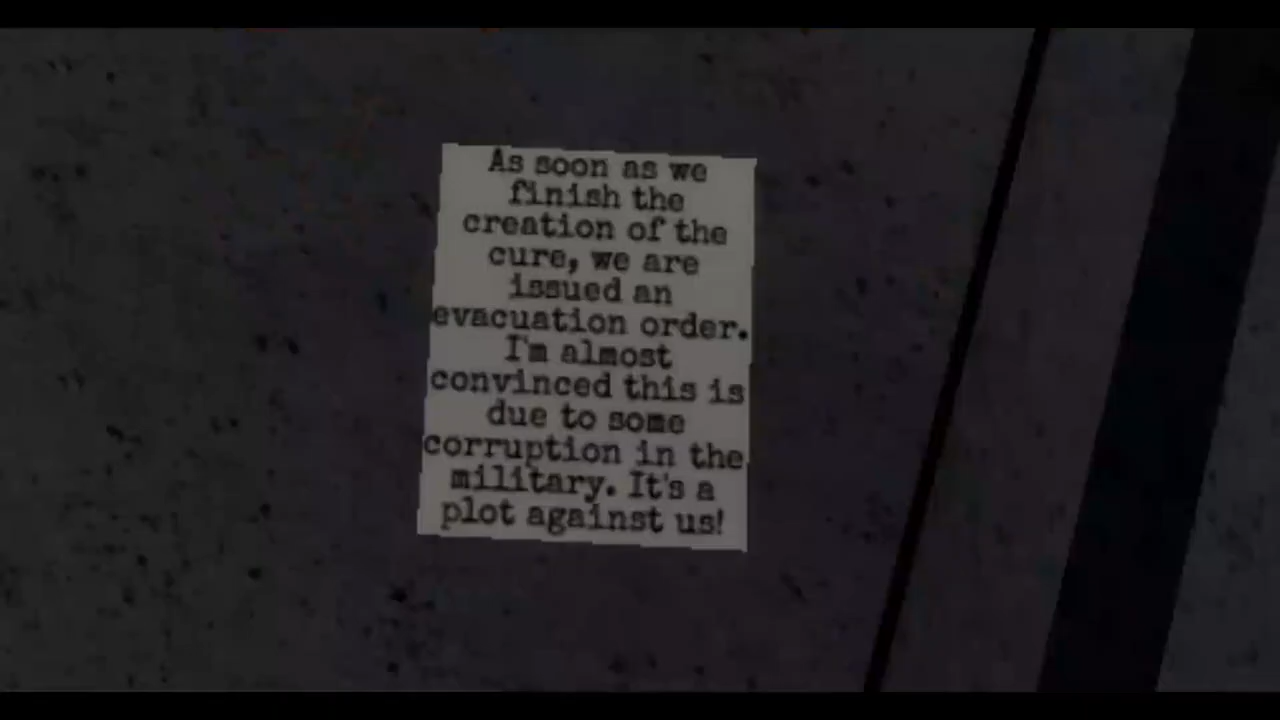 As soon as we
finish the
creation of the
cure, we are
issued an
evacuation order.
I'm almost
convinced this is
due to some
corruption in the
military. It's a
plot against us!